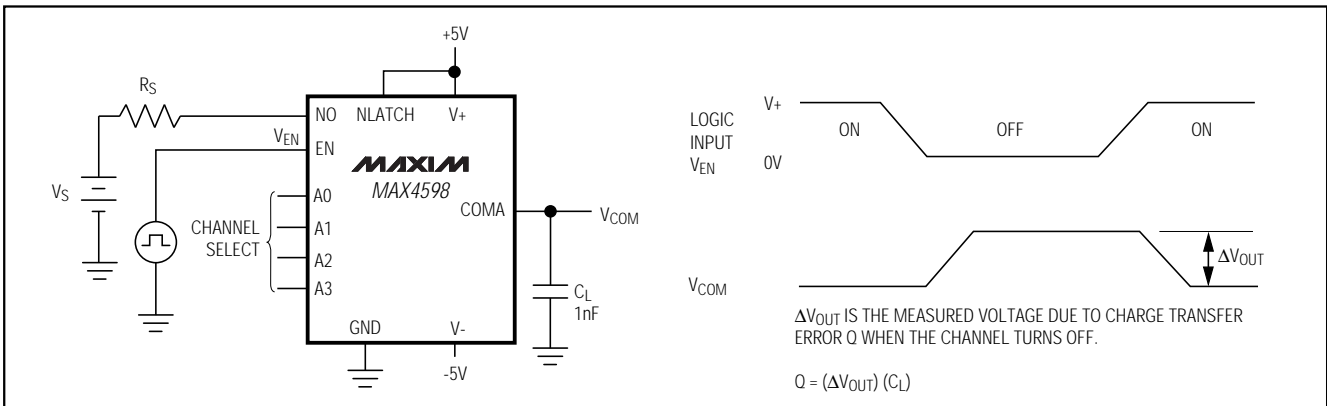 +5V
RS
NO NLATCH V+
VEN
EN
MAXIM
MAX4598
VS
A0
COMA
VCOM
CHANNEL
SELECT
A1
A2
A3
CL
1nF
GND V-
-5V
V+
LOGIC
INPUT
VEN
0V
ON OFF ON
VCOM
ΔVOUT
ΔVOUT IS THE MEASURED VOLTAGE DUE TO CHARGE TRANSFER
ERROR Q WHEN THE CHANNEL TURNS OFF.
Q = (ΔVOUT) (CL)